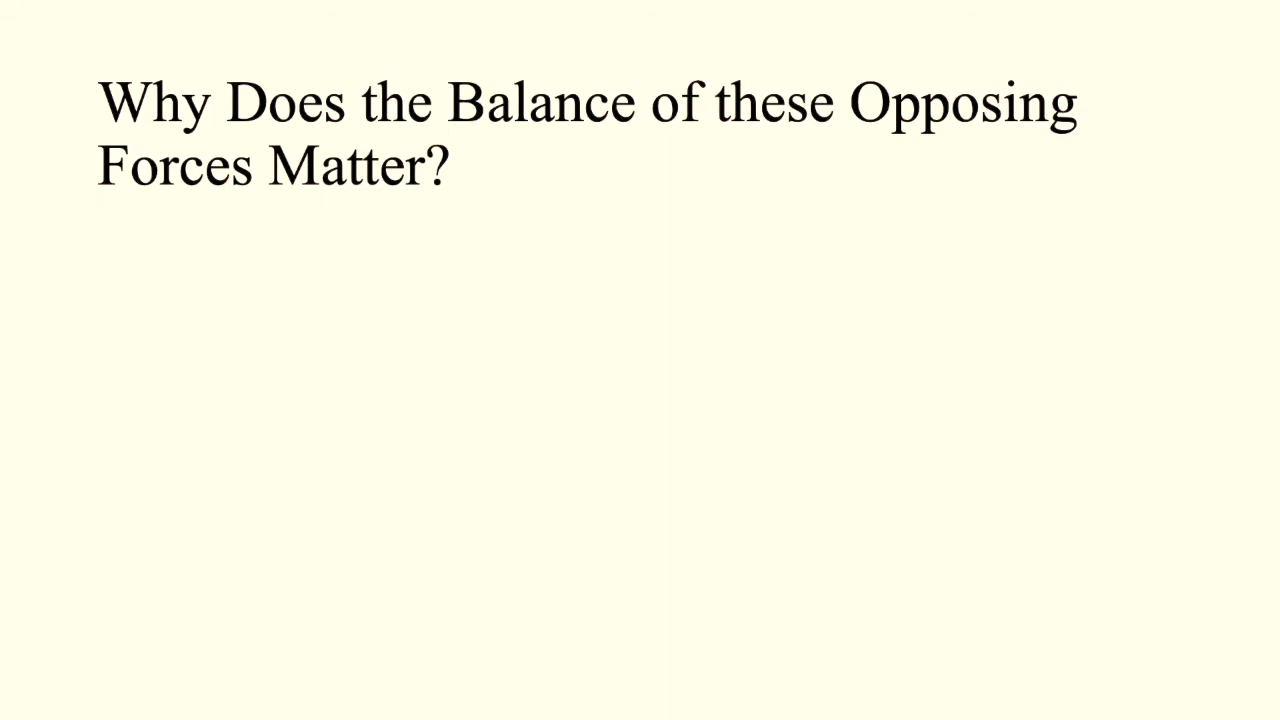 Why Does the Balance of these Opposing
Forces Matter?